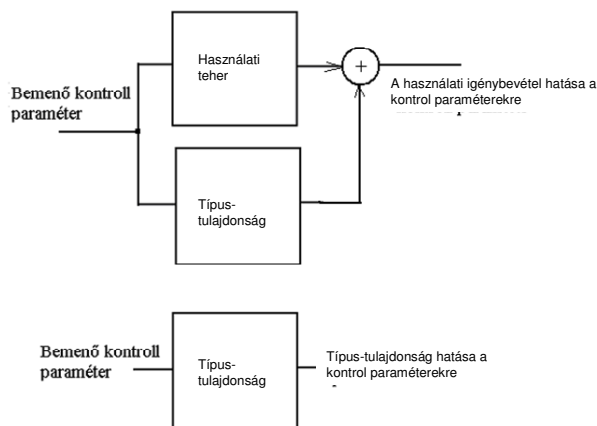 Használati
teher
+
Bemenő kontroll
paraméter
A használati igénybevétel hatása a
kontrol paraméterekre
Típus-
tulajdonság
Bemenő kontroll
paraméter
Típus-
tulajdonság
Típus-tulajdonság hatása a
kontrol paraméterekre